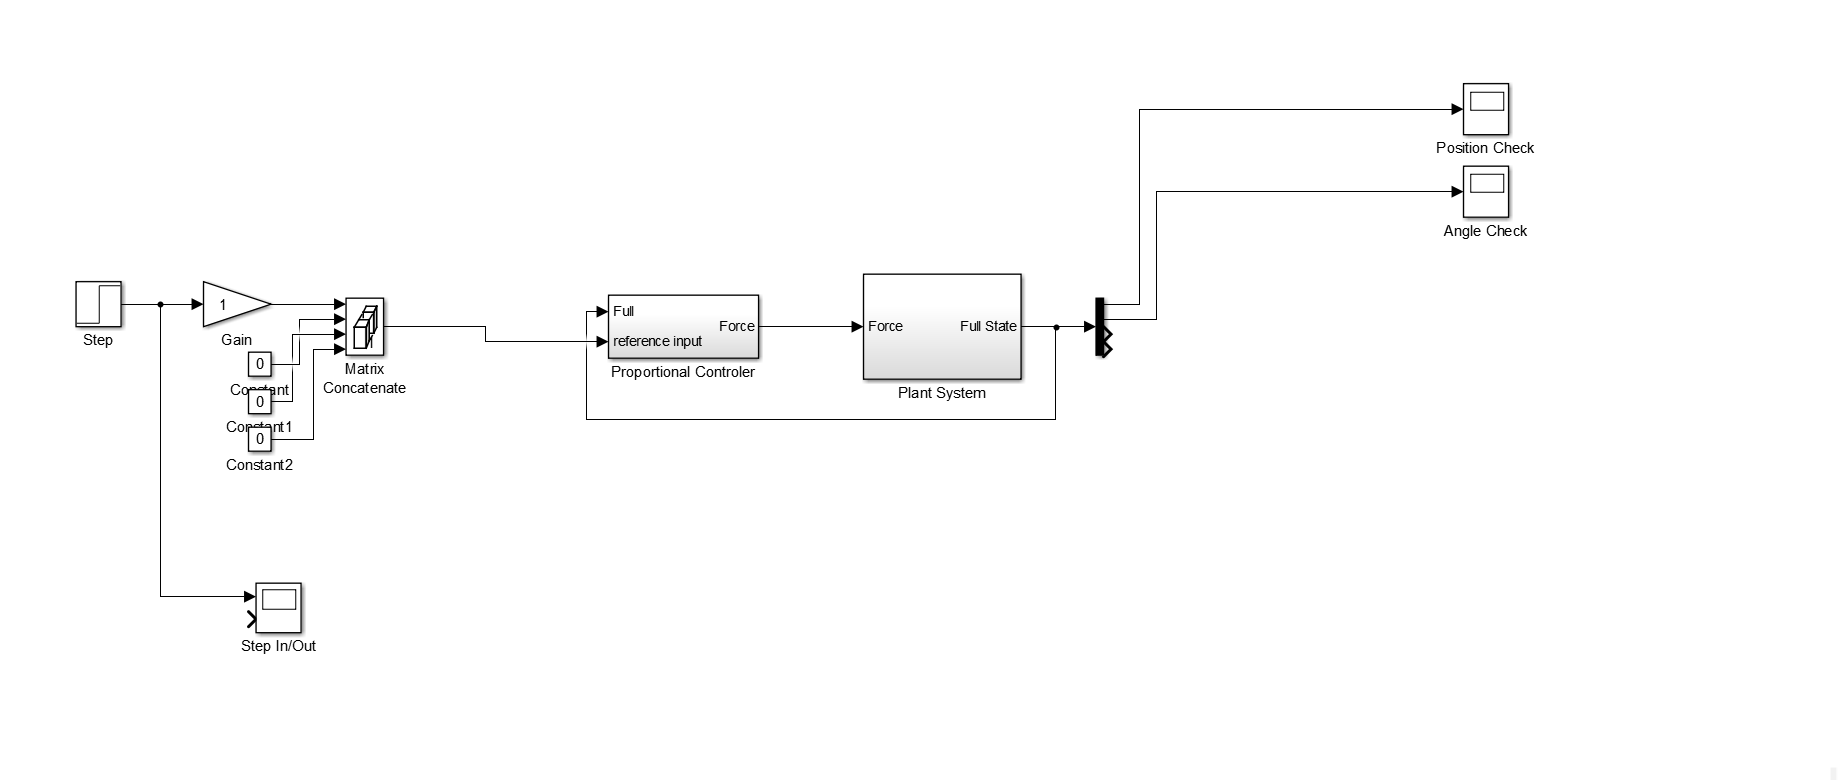 Position Check
Angle Check
Step
1
Gain
0
Constant
0
Constant1
0
Constant2
Matrix
Concatenate
Full
reference input
Force
Proportional Controler
Force
Full State
Plant System
Step In/Out